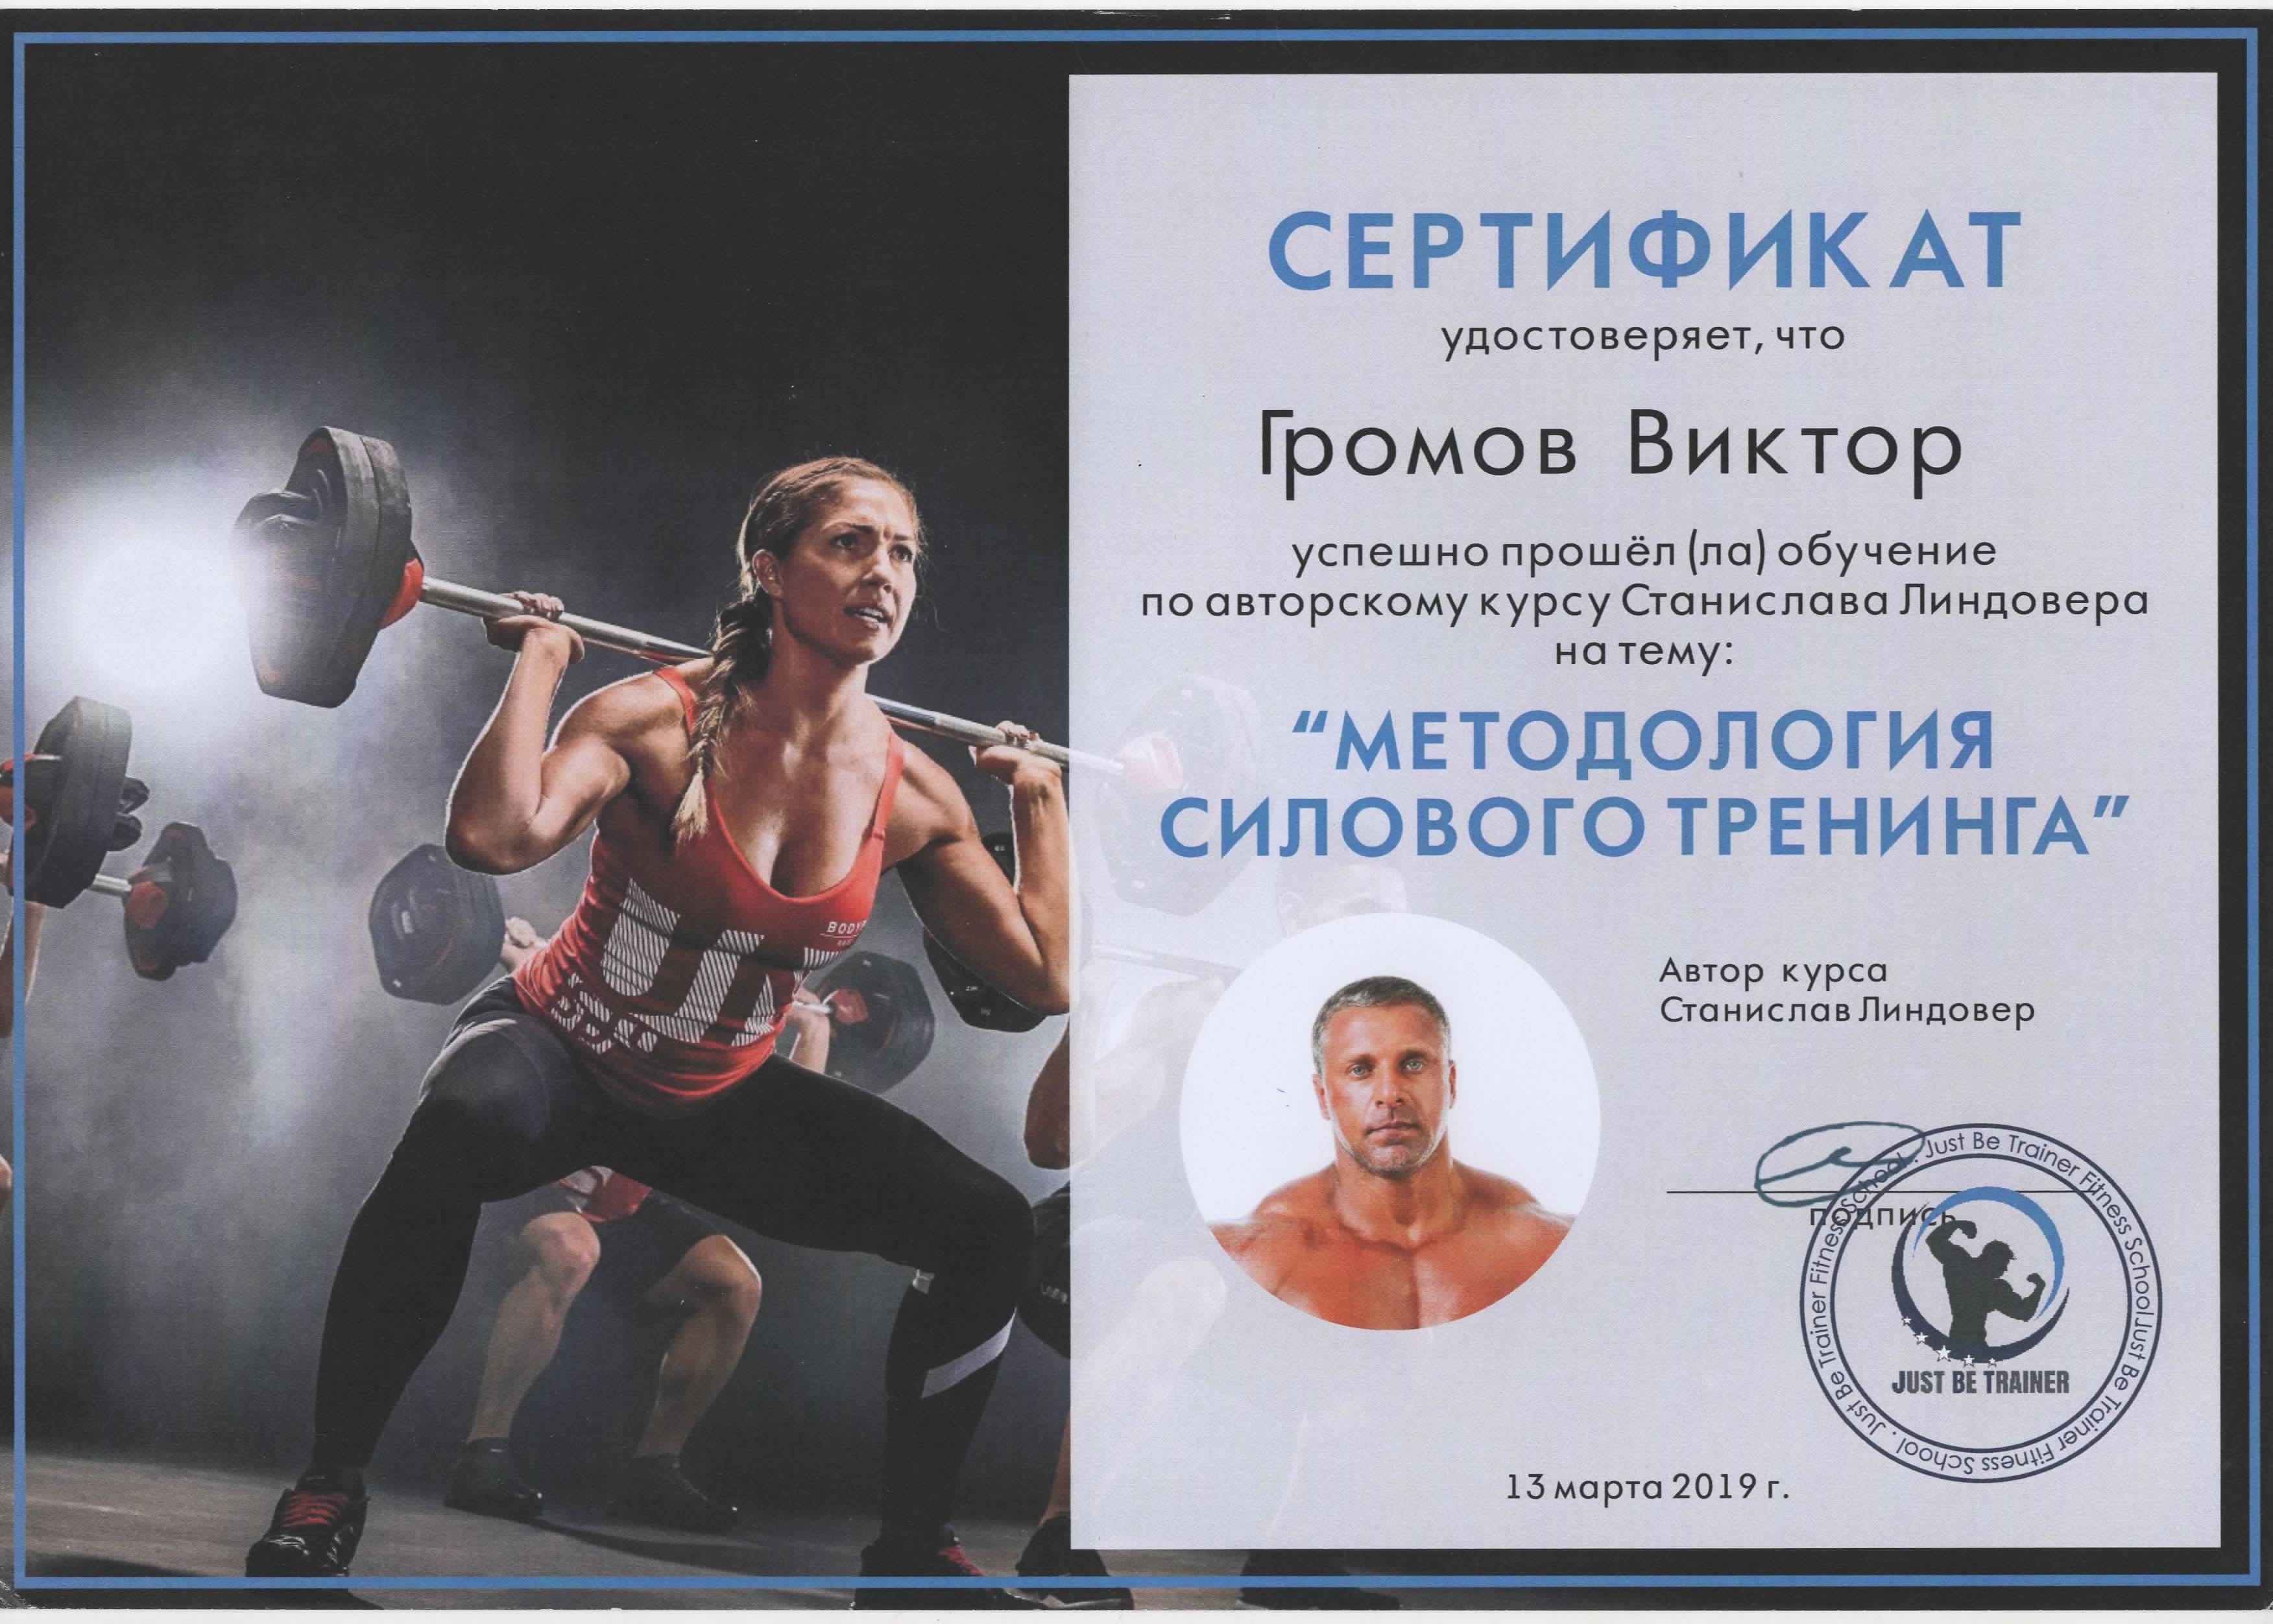 СЕРТИФИКАТ
удостоверяет, что
Громов Виктор
успешно прошёл (ла) обучение
по авторскому курсу Станислава Линдовера
на тему:
“МЕТОДОЛОГИЯ
СИЛОВОГО ТРЕНИНГА”
Автор курса
Станислав Линдовер
подпись
Just Be Trainer Fitness School . Just Be Trainer Fitness School Just Be Trainer Fitness School .
JUST BE TRAINER
13 марта 2019 г.